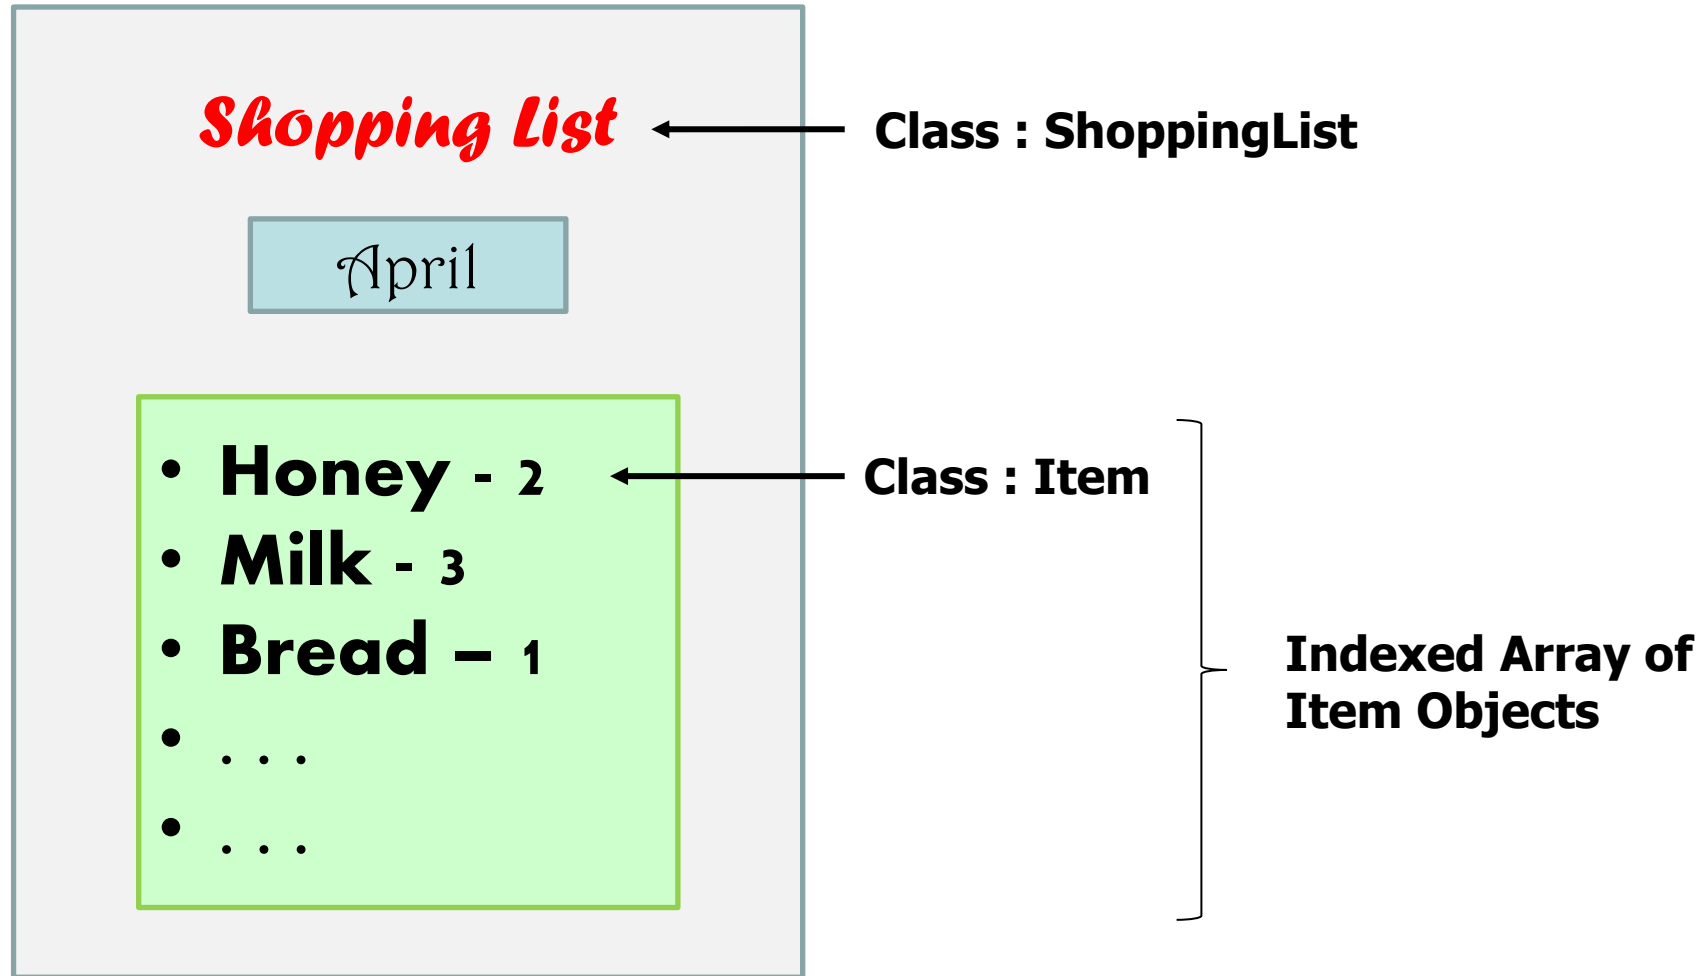 Shopping List
Class : ShoppingList
April
• Honey - 2
Class : Item
• Milk - 3
• Bread – 1
Indexed Array of
Item Objects
• . . .
• . . .